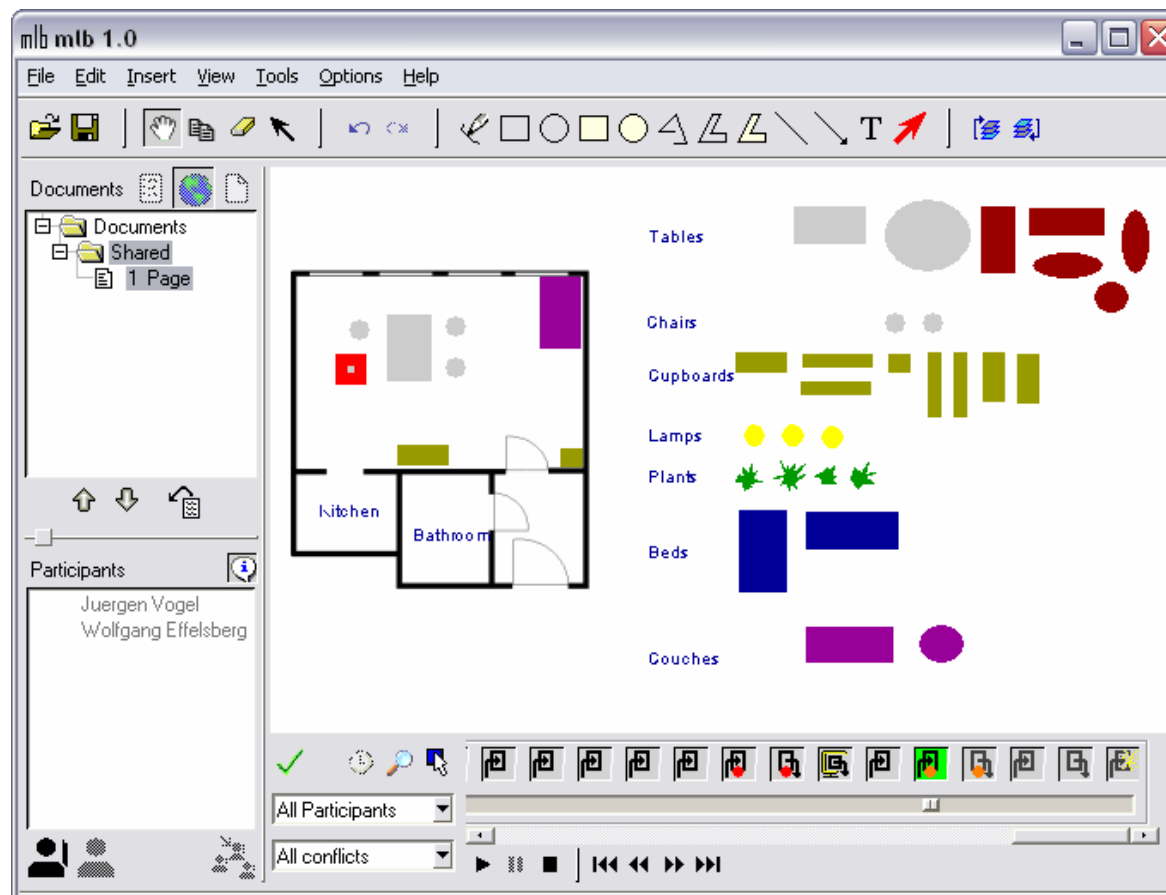 mlb mlb 1.0
File Edit Insert View Tools Options Help
T
Documents
Documents
Shared
1 Page
Participants
Juergen Vogel
Wolfgang Effelsberg
Kitchen
Bathroom
Tables
Chairs
Cupboards
Lamps
Plants
Beds
Couches
All Participants
All conflicts